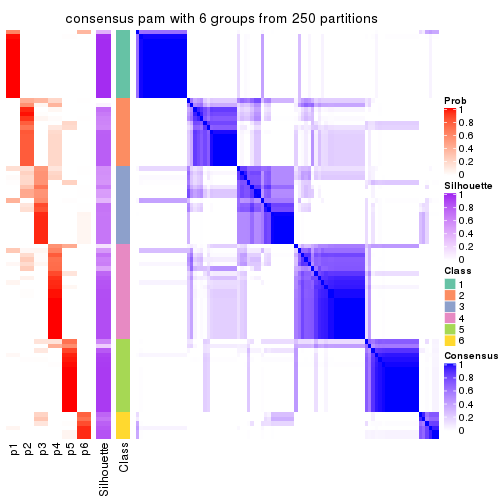 consensus pam with 6 groups from 250 partitions
Prob
1
0.8
0.6
0.4
0.2
0
Silhouette
1
0.8
0.6
0.4
0.2
0
Class
1
2
3
4
5
6
Consensus
1
0.8
0.6
0.4
0.2
0
p1
p2
p3
p4
p5
p6
Silhouette
Class